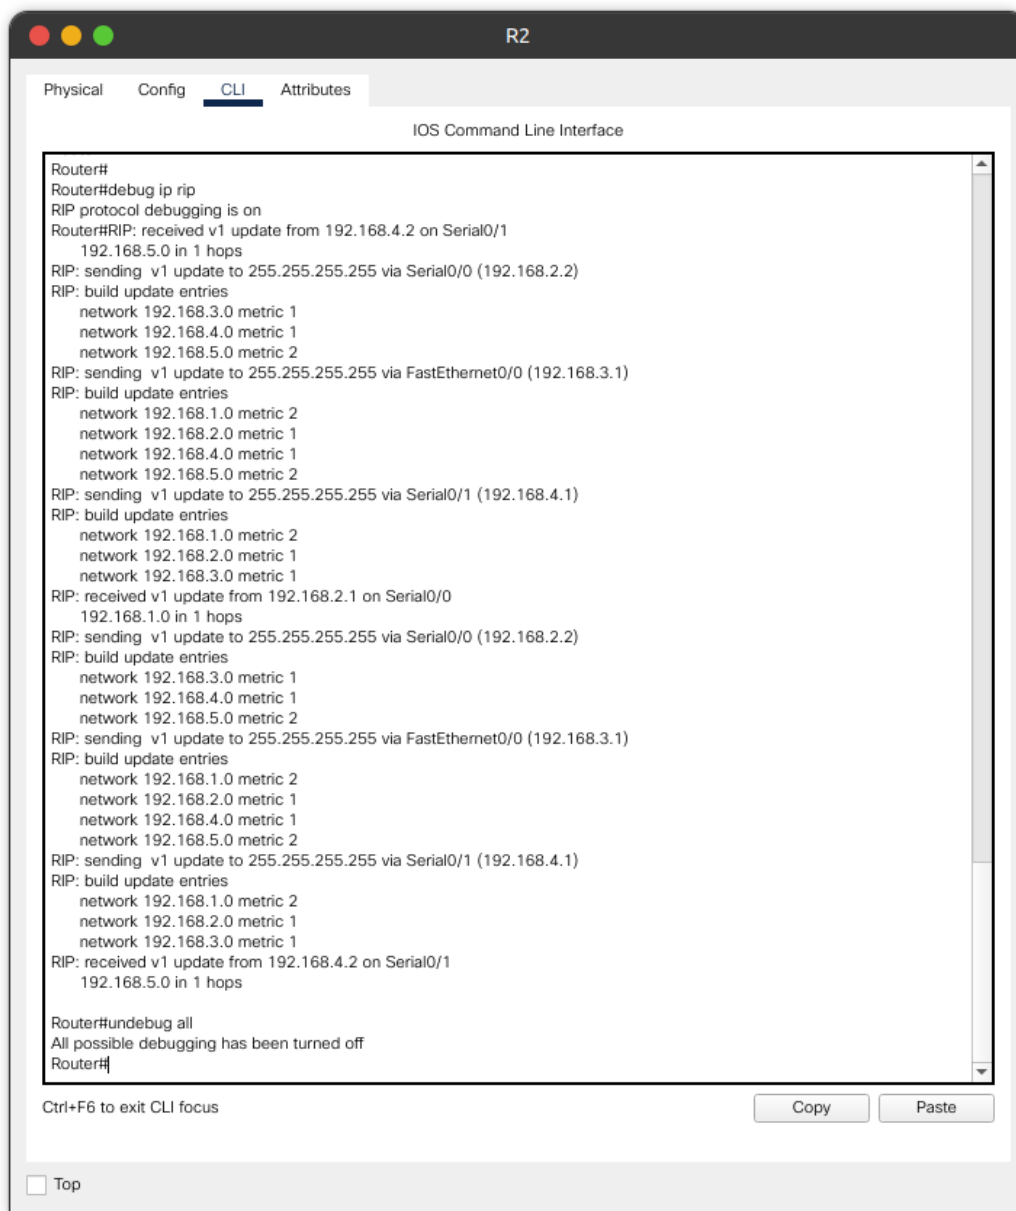 R2
Physical Config CLI Attributes
IOS Command Line Interface
Router#
Router#debug ip rip
RIP protocol debugging is on
Router#RIP: received v1 update from 192.168.4.2 on Serial0/1
192.168.5.0 in 1 hops
RIP: sending  v1 update to 255.255.255.255 via Serial0/0 (192.168.2.2)
RIP: build update entries
network 192.168.3.0 metric 1
network 192.168.4.0 metric 1
network 192.168.5.0 metric 2
RIP: sending  v1 update to 255.255.255.255 via FastEthernet0/0 (192.168.3.1)
RIP: build update entries
network 192.168.1.0 metric 2
network 192.168.2.0 metric 1
network 192.168.4.0 metric 1
network 192.168.5.0 metric 2
RIP: sending  v1 update to 255.255.255.255 via Serial0/1 (192.168.4.1)
RIP: build update entries
network 192.168.1.0 metric 2
network 192.168.2.0 metric 1
network 192.168.3.0 metric 1
RIP: received v1 update from 192.168.2.1 on Serial0/0
192.168.1.0 in 1 hops
RIP: sending  v1 update to 255.255.255.255 via Serial0/0 (192.168.2.2)
RIP: build update entries
network 192.168.3.0 metric 1
network 192.168.4.0 metric 1
network 192.168.5.0 metric 2
RIP: sending  v1 update to 255.255.255.255 via FastEthernet0/0 (192.168.3.1)
RIP: build update entries
network 192.168.1.0 metric 2
network 192.168.2.0 metric 1
network 192.168.4.0 metric 1
network 192.168.5.0 metric 2
RIP: sending  v1 update to 255.255.255.255 via Serial0/1 (192.168.4.1)
RIP: build update entries
network 192.168.1.0 metric 2
network 192.168.2.0 metric 1
network 192.168.3.0 metric 1
RIP: received v1 update from 192.168.4.2 on Serial0/1
192.168.5.0 in 1 hops
Router#undebug all
All possible debugging has been turned off
Router#
Ctrl+F6 to exit CLI focus
Copy Paste
Top